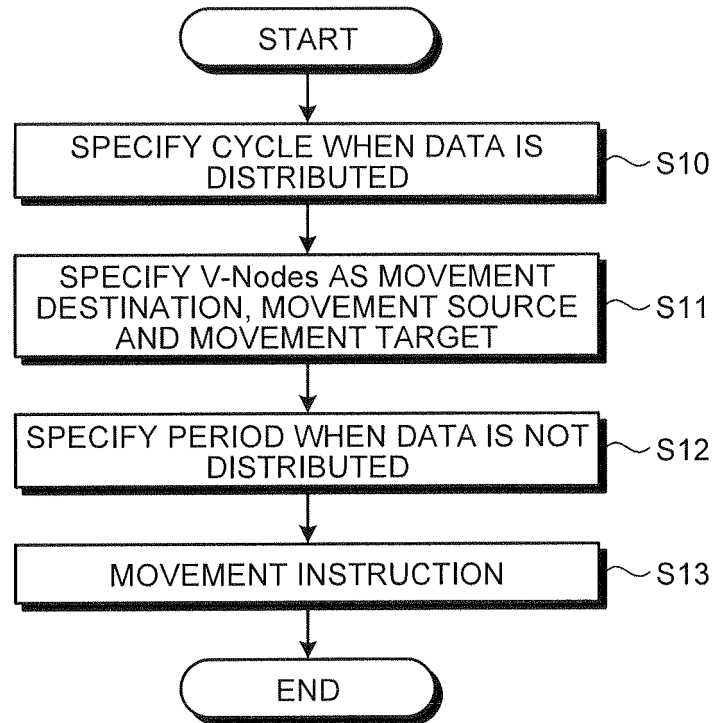 START
SPECIFY CYCLE WHEN DATA IS
DISTRIBUTED
S10
SPECIFY V-Nodes AS MOVEMENT
DESTINATION, MOVEMENT SOURCE
AND MOVEMENT TARGET
S11
SPECIFY PERIOD WHEN DATA IS NOT
DISTRIBUTED
S12
MOVEMENT INSTRUCTION
S13
END